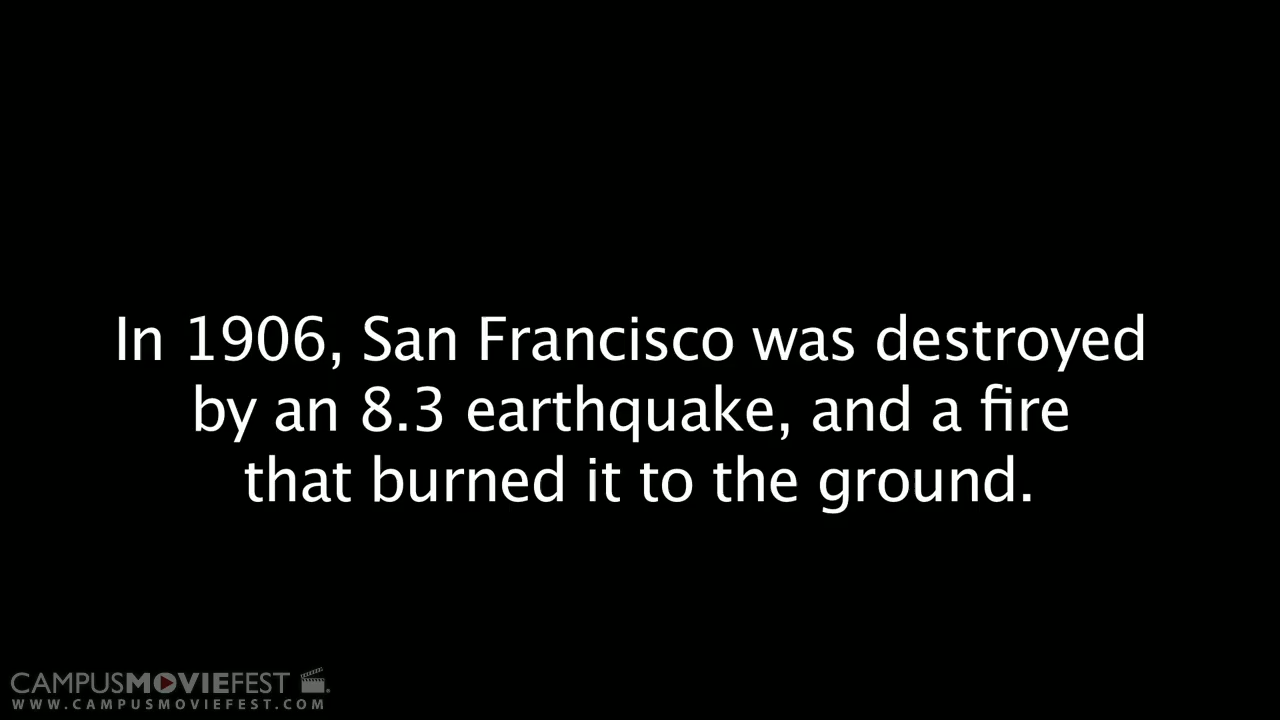 In 1906, San Francisco was destroyed
by an 8.3 earthquake, and a fire
that burned it to the ground.
CAMPUSMOVIEFEST
WWW.CAMPUSMOVIEFEST.COM